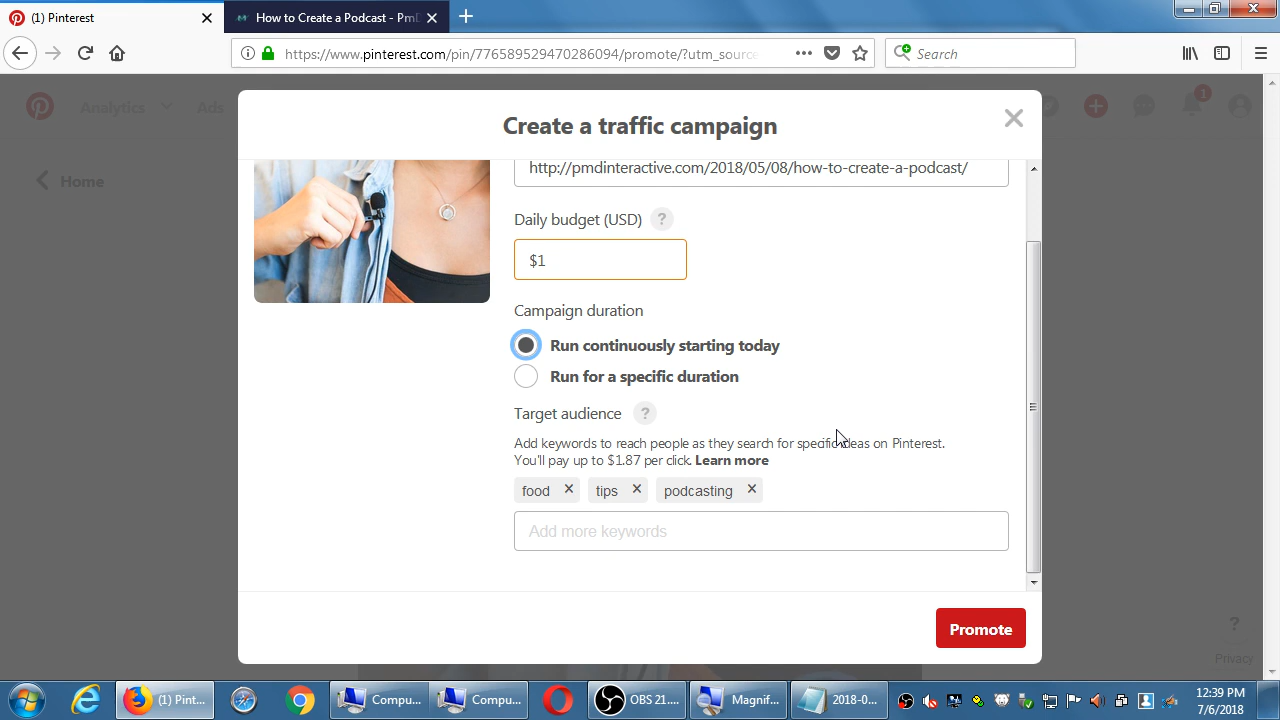 (1) Pinterest
How to Create a Podcast - PmD
https://www.pinterest.com/pin/776589529470286094/promote/?utm_source
Search
Analytics
Ads
1
Home
Create a traffic campaign
http://pmdinteractive.com/2018/05/08/how-to-create-a-podcast/
Daily budget (USD) ?
$1
Campaign duration
Run continuously starting today
Run for a specific duration
Target audience ?
Add keywords to reach people as they search for specific ideas on Pinterest.
You'll pay up to $1.87 per click. Learn more
food × tips × podcasting ×
Add more keywords
Promote
?
Privacy
(1) Pint...
Compu...
Compu...
OBS 21....
Magnif...
2018-0...
12:39 PM
7/6/2018